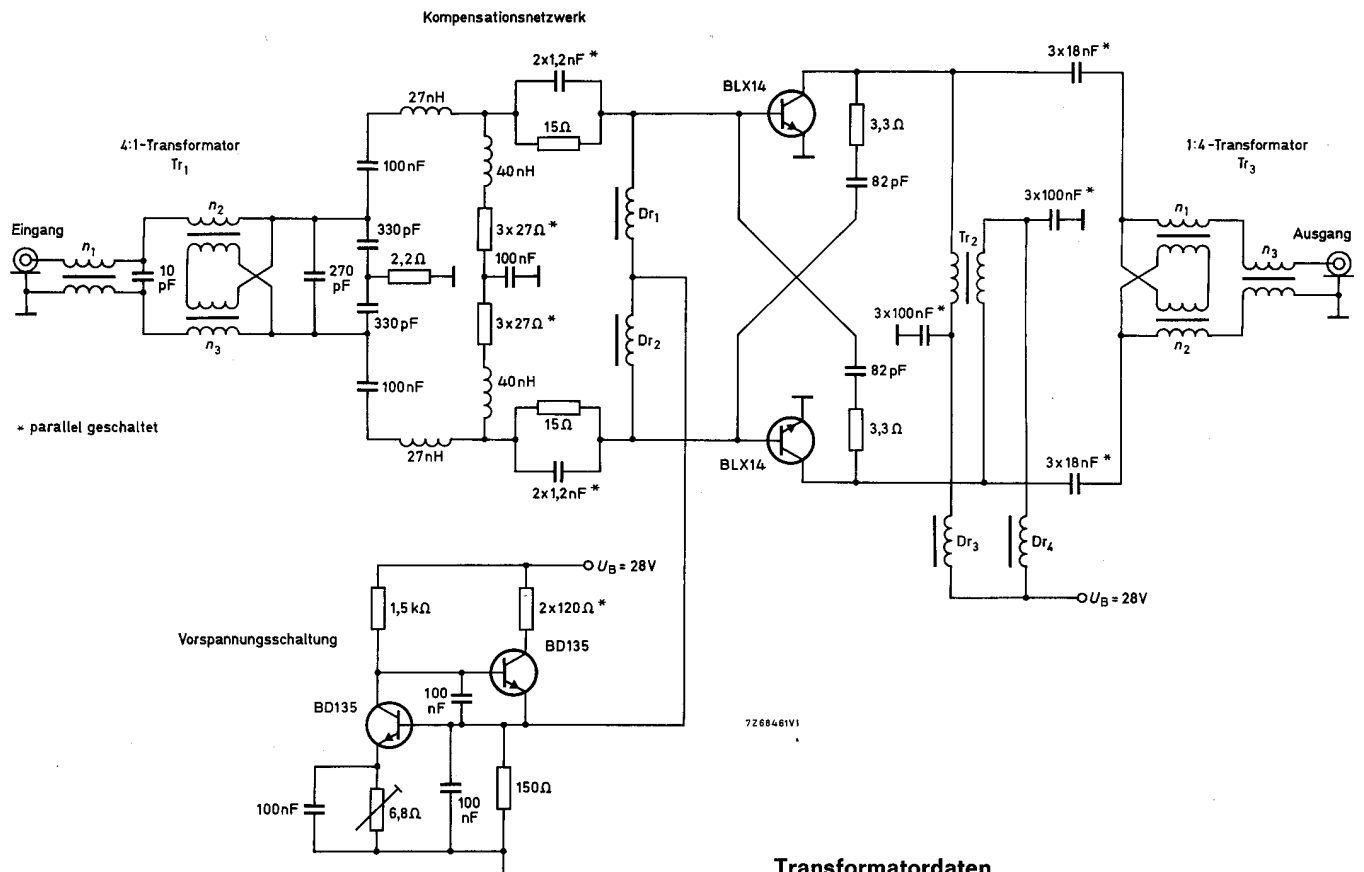 Kompensationsnetzwerk
2x1,2nF *
3x18nF *
BLX14
27nH
15Ω
3,3Ω
4:1-Transformator
Tr1
1:4-Transformator
Tr3
100nF
40nH
82pF
3x100nF *
n2
Dr1
n1
Eingang
n1
330pF
3x27Ω *
Tr2
n3
Ausgang
10
pF
270
pF
2,2Ω
100nF
330pF
3x27Ω *
3x100nF *
n3
Dr2
n2
82pF
100nF
40nH
* parallel geschaltet
15Ω
3,3Ω
27nH
BLX14
3x18nF *
2x1,2nF *
Dr3
Dr4
UB = 28V
UB = 28V
1,5kΩ
2x120Ω *
Vorspannungsschaltung
BD135
100
nF
BD135
7Z68461V1
100nF
6,8Ω
100
nF
150Ω
Transformatordaten